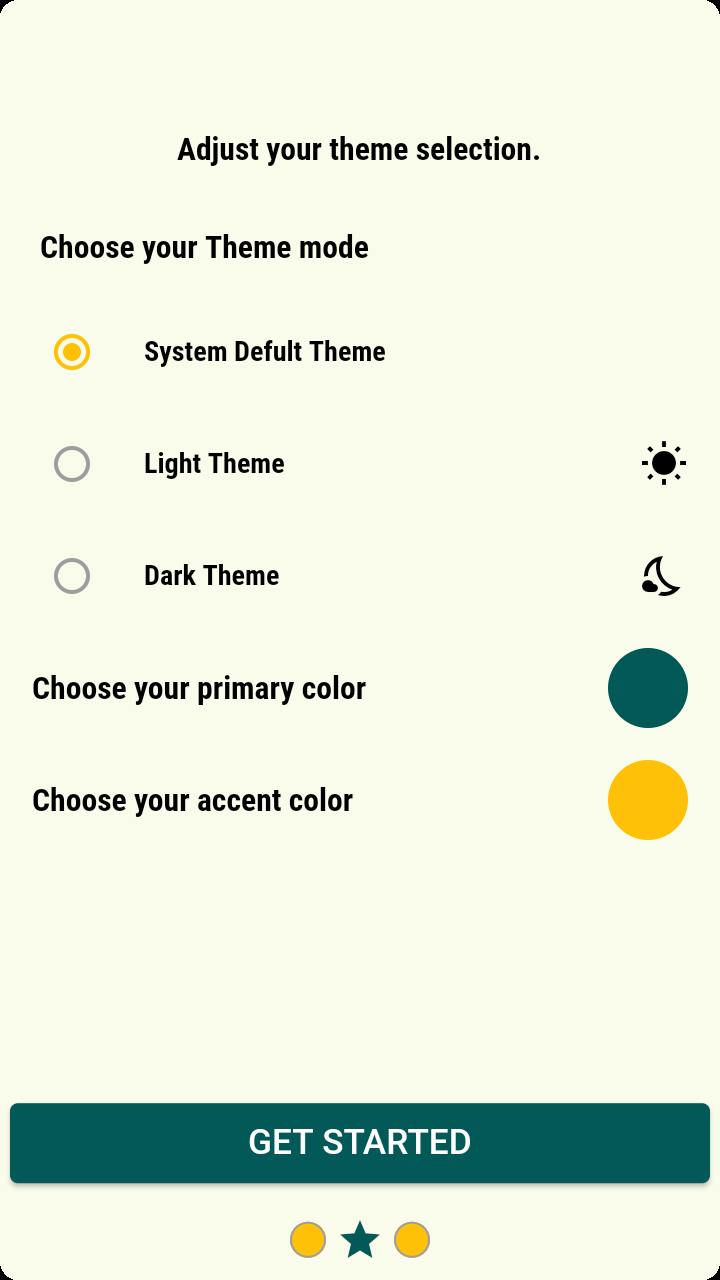 Adjust your theme selection.
Choose your Theme mode
System Defult Theme
Light Theme
Dark Theme
Choose your primary color
Choose your accent color
GET STARTED